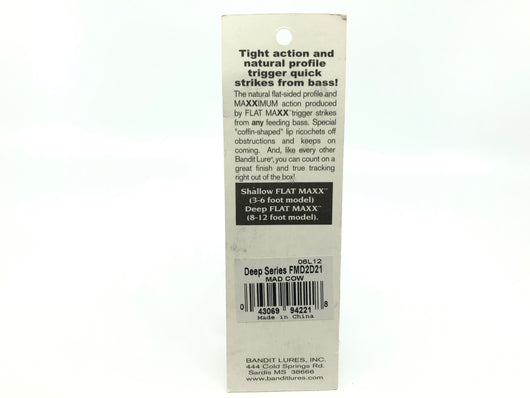 Tight action and
natural profile
trigger quick
strikes from bass!
The natural flat-sided profile and
MAXXIMUM action produced
by FLAT MAXX™ trigger strikes
from any feeding bass. Special
"coffin-shaped" lip ricochets off
obstructions and keeps on
coming. And, like every other
Bandit Lure®, you can count on a
great finish and true tracking
right out of the box!
Shallow FLAT MAXX™
(3-6 foot model)
Deep FLAT MAXX™
(8-12 foot model).
06L12
Deep Series FMD2D21
MAD COW
0 43069 94221 8
Made in China
BANDIT LURES, INC.
444 Cold Springs Rd.
Sardis MS 38666
www.banditlures.com